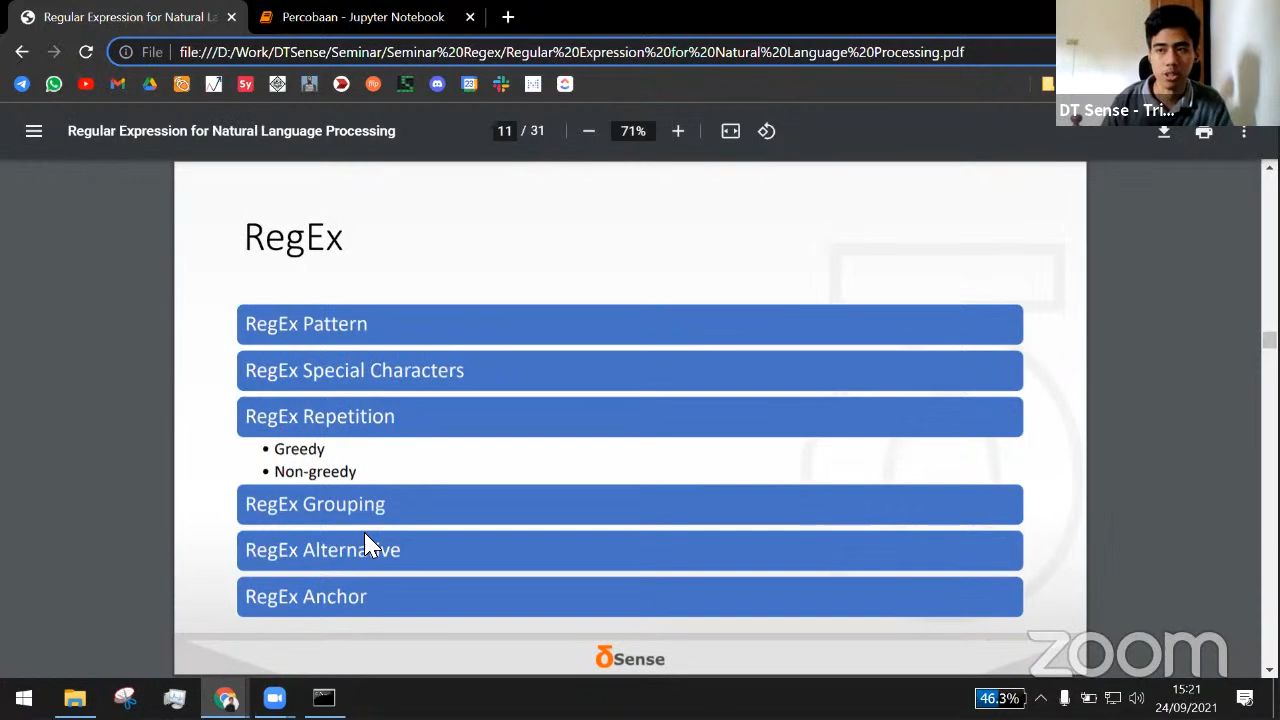 Regular Expression for Natural La
Percobaan - Jupyter Notebook
File
file:///D:/Work/DTSense/Seminar/Seminar%20Regex/Regular%20Expression%20for%20Natural%20Language%20Processing.pdf
DT Sense - Tri...
Regular Expression for Natural Language Processing
11 / 31
71%
RegEx
RegEx Pattern
RegEx Special Characters
RegEx Repetition
• Greedy
• Non-greedy
RegEx Grouping
RegEx Alternative
RegEx Anchor
Sense
zoom
46.3%
15:21
24/09/2021